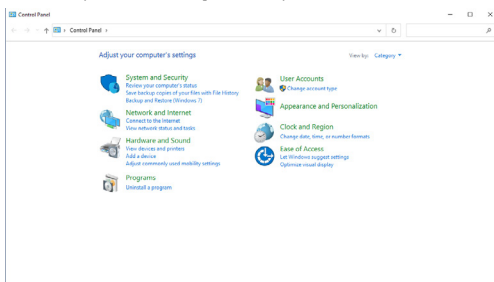 Control Panel
Control Panel
Adjust your computer's settings
View by: Category
System and Security
Review your computer's status
Save backup copies of your files with File History
Backup and Restore (Windows 7)
Network and Internet
Connect to the Internet
View network status and tasks
Hardware and Sound
View devices and printers
Add a device
Adjust commonly used mobility settings
Programs
Uninstall a program
User Accounts
Change account type
Appearance and Personalization
Clock and Region
Change date, time, or number formats
Ease of Access
Let Windows suggest settings
Optimize visual display